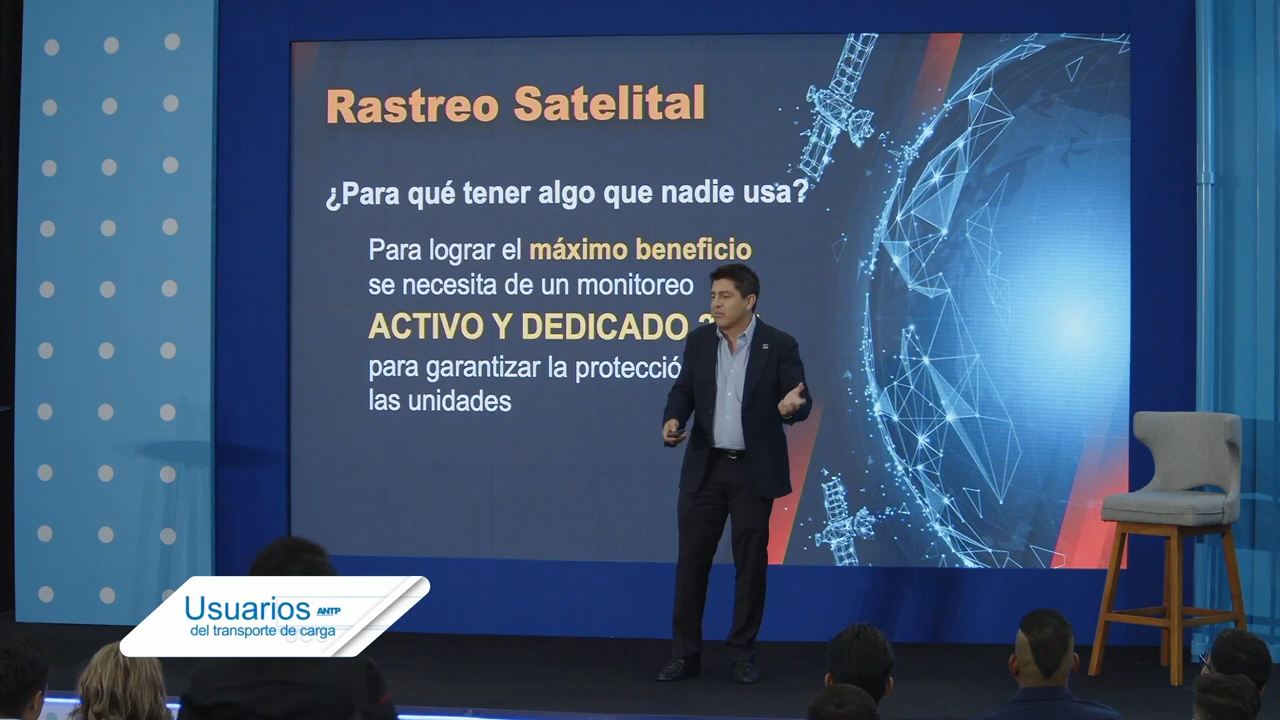 Rastreo Satelital
¿Para qué tener algo que nadie usa?
Para lograr el máximo beneficio
se necesita de un monitoreo
ACTIVO Y DEDICADO
para garantizar la protecció
las unidades
Usuarios ANTP
del transporte de carga